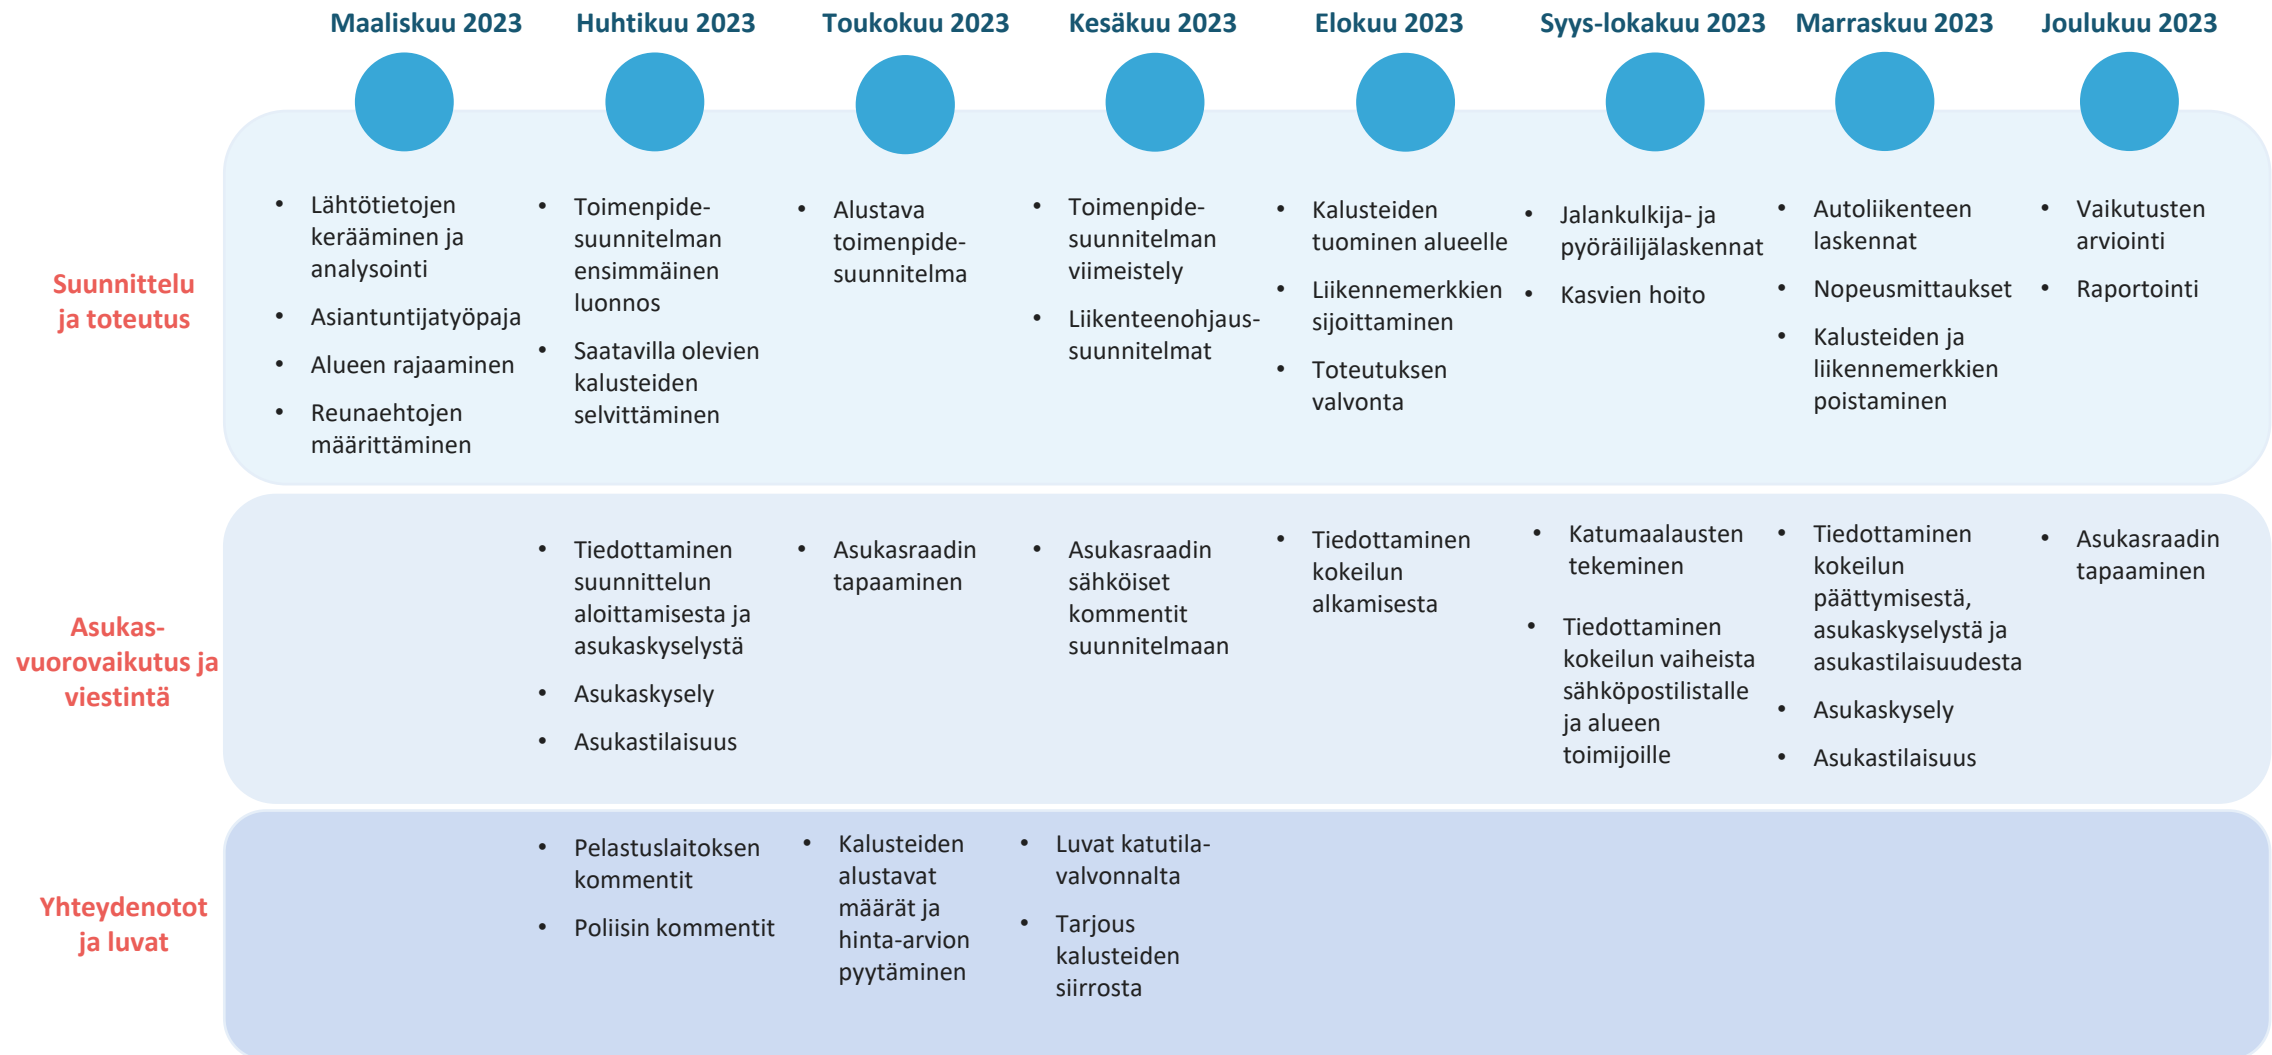 Maaliskuu 2023
Huhtikuu 2023
Toukokuu 2023
Kesäkuu 2023
Elokuu 2023
Syys-lokakuu 2023
Marraskuu 2023
Joulukuu 2023
Suunnittelu
ja toteutus
• Lähtötietojen
kerääminen ja
analysointi
• Asiantuntijatyöpaja
• Alueen rajaaminen
• Reunaehtojen
määrittäminen
• Toimenpide-
suunnitelman
ensimmäinen
luonnos
• Saatavilla olevien
kalusteiden
selvittäminen
• Alustava
toimenpide-
suunnitelma
• Toimenpide-
suunnitelman
viimeistely
• Liikenteenohjaus-
suunnitelmat
• Kalusteiden
tuominen alueelle
• Liikennemerkkien
sijoittaminen
• Toteutuksen
valvonta
• Jalankulkija- ja
pyöräilijälaskennat
• Kasvien hoito
• Autoliikenteen
laskennat
• Nopeusmittaukset
• Kalusteiden ja
liikennemerkkien
poistaminen
• Vaikutusten
arviointi
• Raportointi
Asukas-
vuorovaikutus ja
viestintä
• Tiedottaminen
suunnittelun
aloittamisesta ja
asukaskyselystä
• Asukaskysely
• Asukastilaisuus
• Asukasraadin
tapaaminen
• Asukasraadin
sähköiset
kommentit
suunnitelmaan
• Tiedottaminen
kokeilun
alkamisesta
• Katumaalausten
tekeminen
• Tiedottaminen
kokeilun vaiheista
sähköpostilistalle
ja alueen
toimijoille
• Tiedottaminen
kokeilun
päättymisestä,
asukaskyselystä ja
asukastilaisuudesta
• Asukaskysely
• Asukastilaisuus
• Asukasraadin
tapaaminen
Yhteydenotot
ja luvat
• Pelastuslaitoksen
kommentit
• Poliisin kommentit
• Kalusteiden
alustavat
määrät ja
hinta-arvion
pyytäminen
• Luvat katutila-
valvonnalta
• Tarjous
kalusteiden
siirrosta